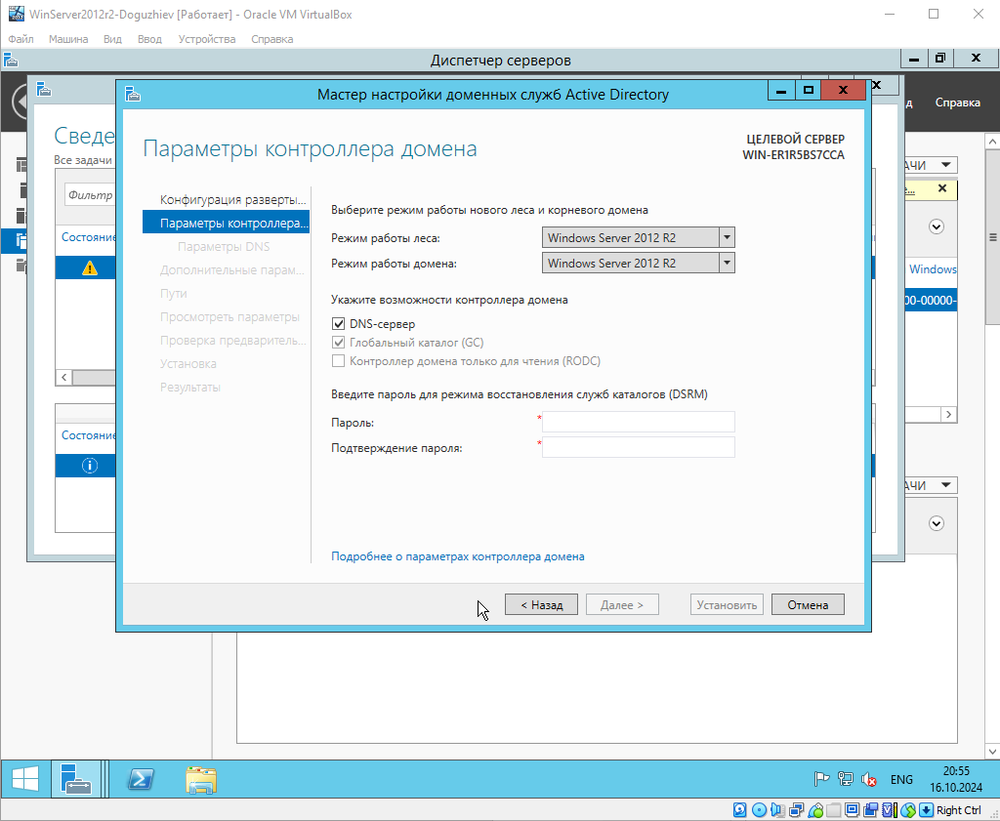 WinServer2012r2-Doguzhiev [Работает] - Oracle VM VirtualBox
Файл Машина Вид Ввод Устройства Справка
Диспетчер серверов
Справка
Мастер настройки доменных служб Active Directory
Параметры контроллера домена
ЦЕЛЕВОЙ СЕРВЕР
WIN-ER1R5BS7CCA
Сведе
Все задачи
Фильтр
Состояние
Состояние
Конфигурация разверты...
Параметры контроллера...
Параметры DNS
Дополнительные парам...
Пути
Просмотреть параметры
Проверка предваритель...
Установка
Результаты
Выберите режим работы нового леса и корневого домена
Режим работы леса: Windows Server 2012 R2
Режим работы домена: Windows Server 2012 R2
Укажите возможности контроллера домена
DNS-сервер
Глобальный каталог (GC)
Контроллер домена только для чтения (RODC)
Введите пароль для режима восстановления служб каталогов (DSRM)
Пароль: *
Подтверждение пароля: *
Подробнее о параметрах контроллера домена
< Назад Далее > Установить Отмена
АЧИ
е...
Windows
00-00000-
АЧИ
ENG
20:55
16.10.2024
Right Ctrl